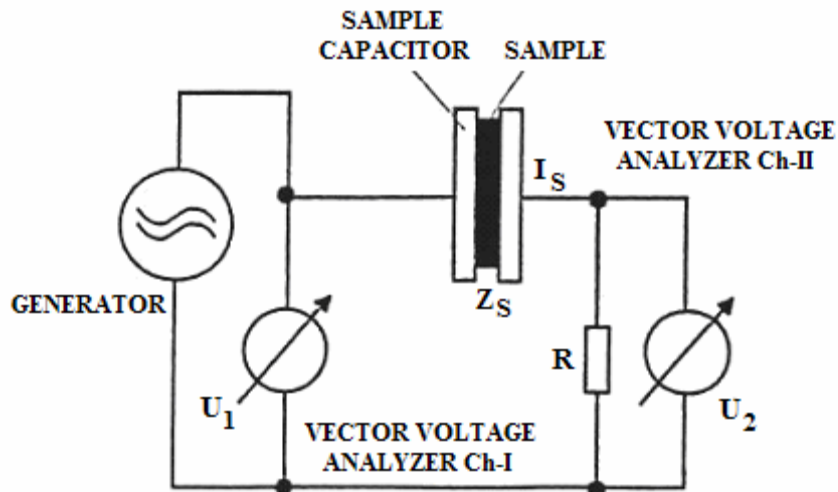 SAMPLE
CAPACITOR
SAMPLE
VECTOR VOLTAGE
ANALYZER Ch-II
I_S
GENERATOR
Z_S
R
U_1
U_2
VECTOR VOLTAGE
ANALYZER Ch-I